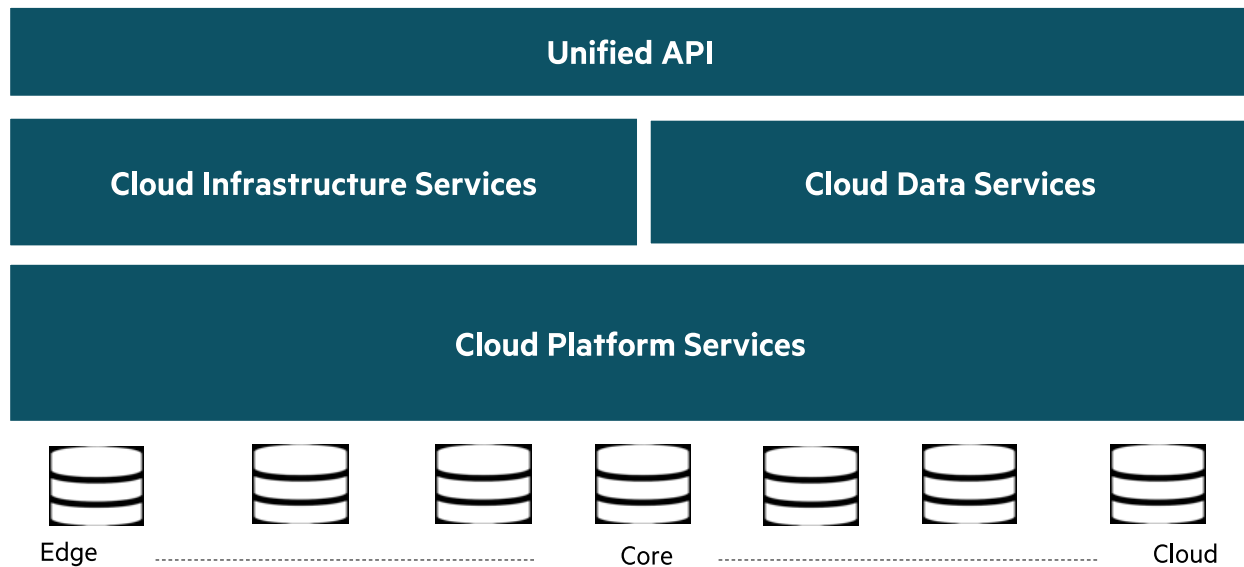 Unified API
Cloud Infrastructure Services
Cloud Data Services
Cloud Platform Services
Edge
Core
Cloud